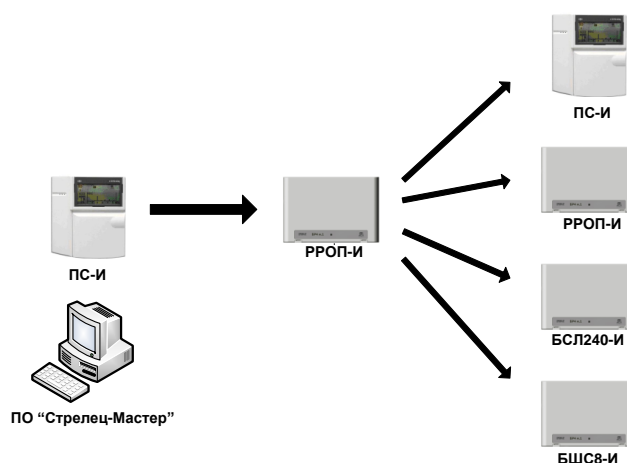 ПС-И
ПС-И
РРОП-И
РРОП-И
БСЛ240-И
ПО “Стрелец-Мастер”
БШС8-И